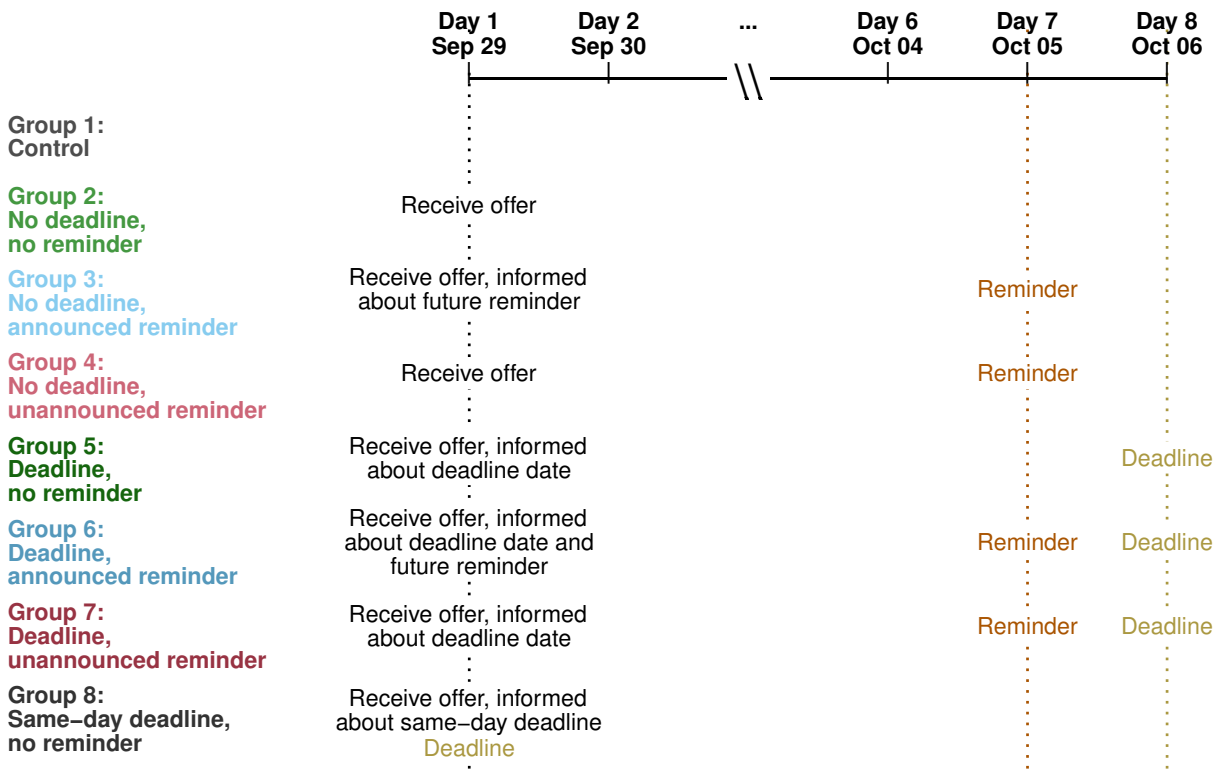 Day 1 Day 2 ... Day 6 Day 7 Day 8
Sep 29 Sep 30 Oct 04 Oct 05 Oct 06
Group 1:
Control
Group 2:
No deadline,
no reminder
Receive offer
Group 3:
No deadline,
announced reminder
Receive offer, informed
about future reminder
Reminder
Group 4:
No deadline,
unannounced reminder
Receive offer
Reminder
Group 5:
Deadline,
no reminder
Receive offer, informed
about deadline date
Deadline
Group 6:
Deadline,
announced reminder
Receive offer, informed
about deadline date and
future reminder
Reminder
Deadline
Group 7:
Deadline,
unannounced reminder
Receive offer, informed
about deadline date
Reminder
Deadline
Group 8:
Same−day deadline,
no reminder
Receive offer, informed
about same−day deadline
Deadline